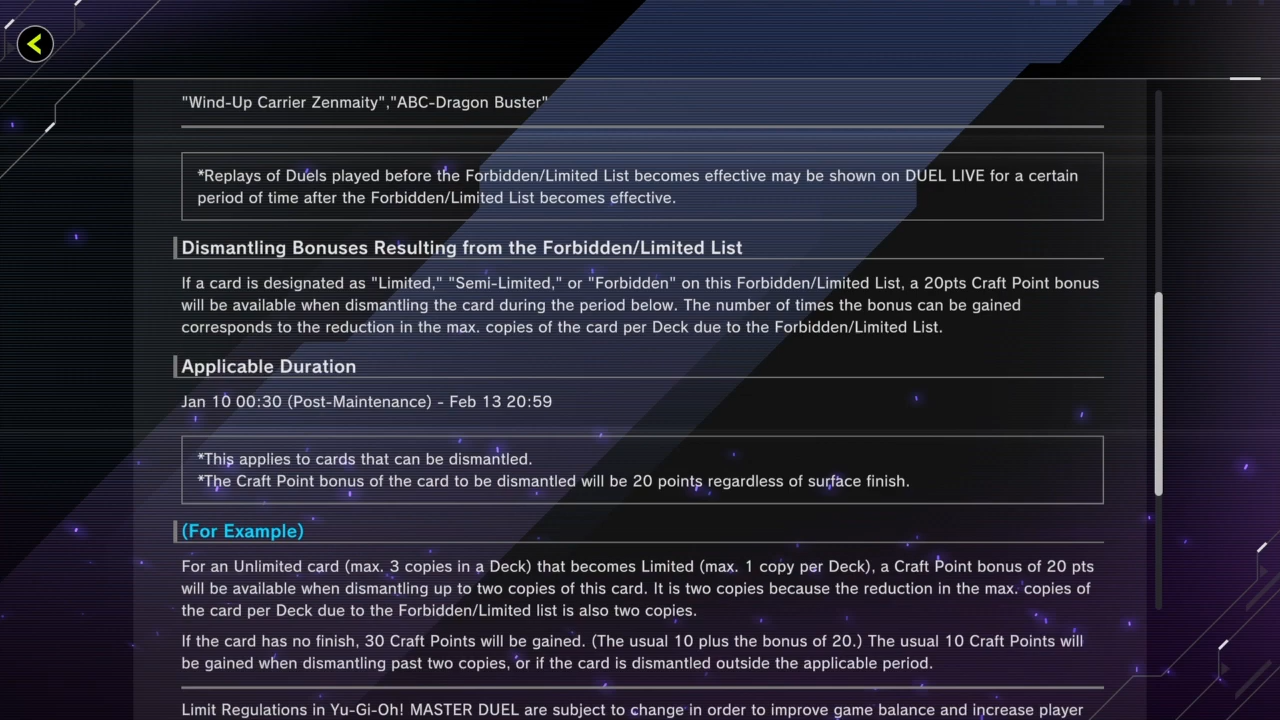 "Wind-Up Carrier Zenmaity","ABC-Dragon Buster"
*Replays of Duels played before the Forbidden/Limited List becomes effective may be shown on DUEL LIVE for a certain
period of time after the Forbidden/Limited List becomes effective.
Dismantling Bonuses Resulting from the Forbidden/Limited List
If a card is designated as "Limited," "Semi-Limited," or "Forbidden" on this Forbidden/Limited List, a 20pts Craft Point bonus
will be available when dismantling the card during the period below. The number of times the bonus can be gained
corresponds to the reduction in the max. copies of the card per Deck due to the Forbidden/Limited List.
Applicable Duration
Jan 10 00:30 (Post-Maintenance) - Feb 13 20:59
*This applies to cards that can be dismantled.
*The Craft Point bonus of the card to be dismantled will be 20 points regardless of surface finish.
(For Example)
For an Unlimited card (max. 3 copies in a Deck) that becomes Limited (max. 1 copy per Deck), a Craft Point bonus of 20 pts
will be available when dismantling up to two copies of this card. It is two copies because the reduction in the max. copies of
the card per Deck due to the Forbidden/Limited list is also two copies.
If the card has no finish, 30 Craft Points will be gained. (The usual 10 plus the bonus of 20.) The usual 10 Craft Points will
be gained when dismantling past two copies, or if the card is dismantled outside the applicable period.
Limit Regulations in Yu-Gi-Oh! MASTER DUEL are subject to change in order to improve game balance and increase player